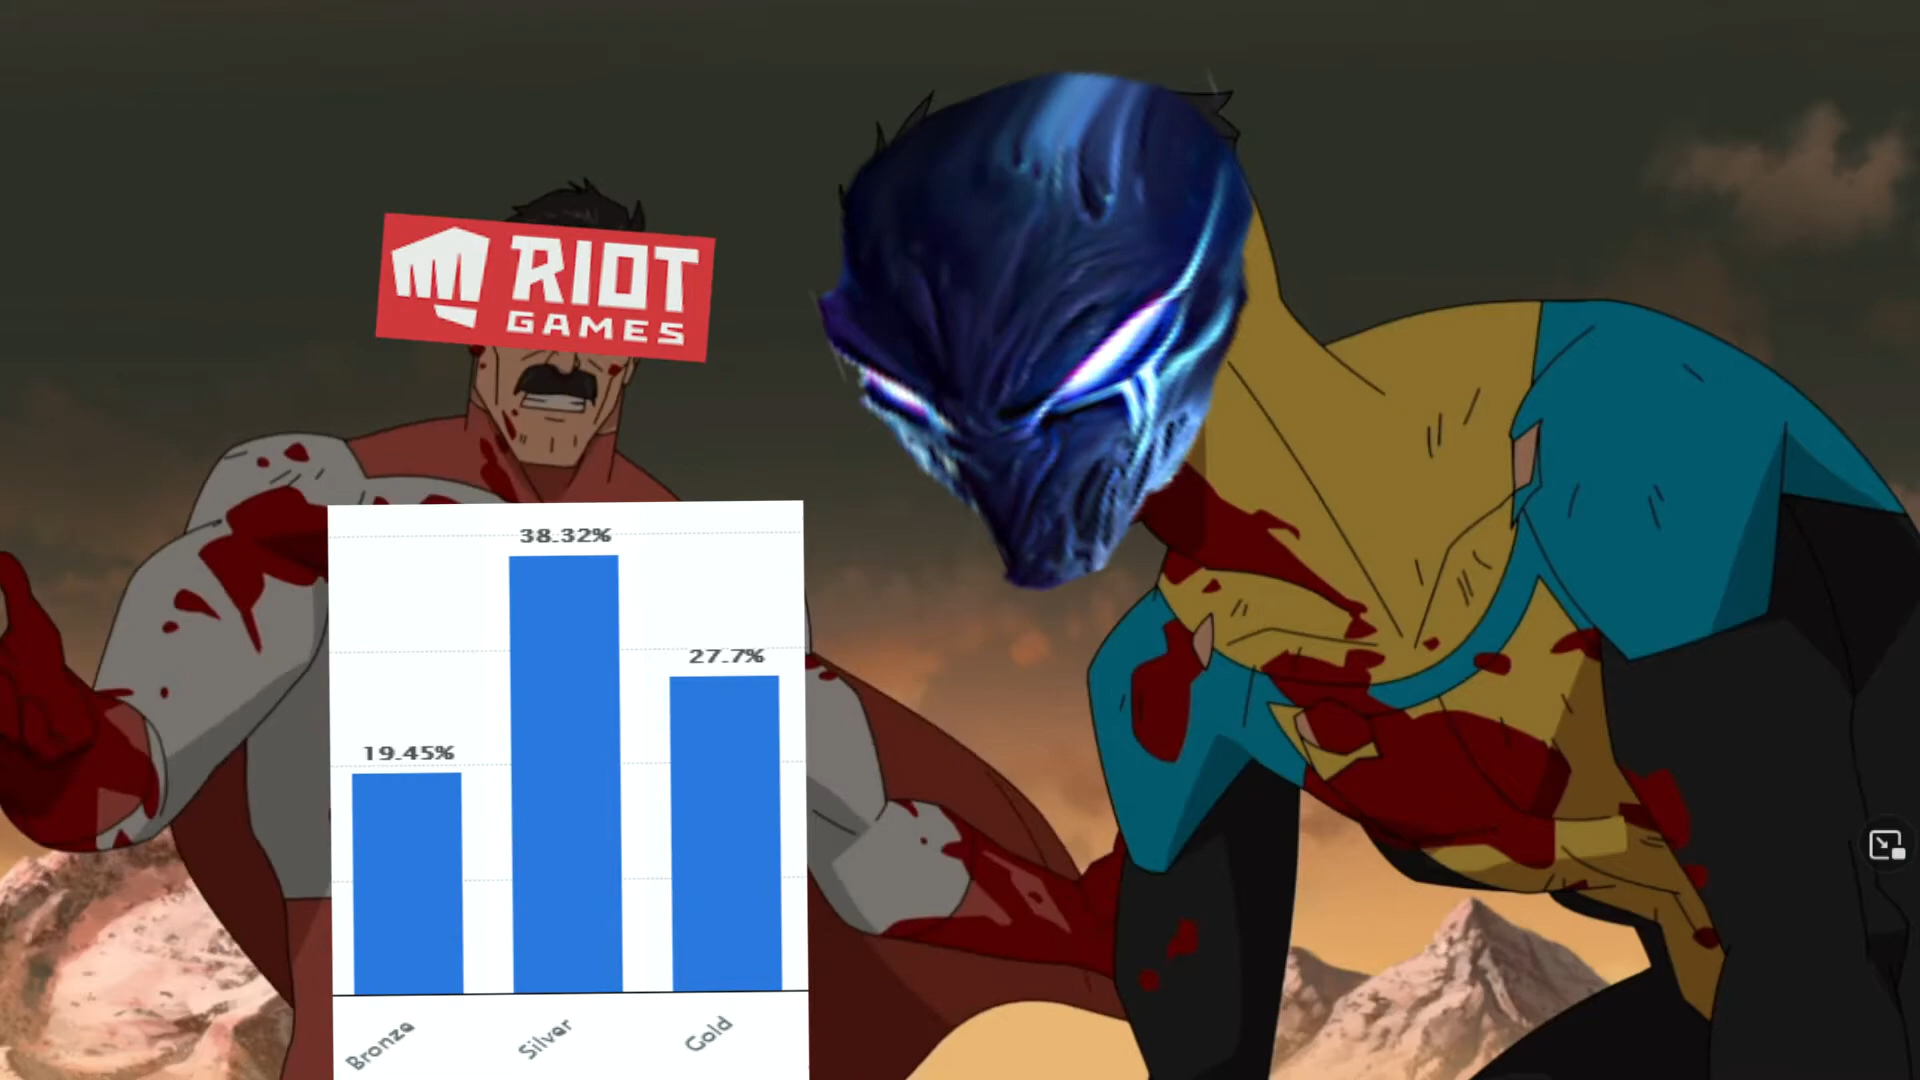 RIOT
GAMES
38.32%
27.7%
19.45%
Bronze
Silver
Gold